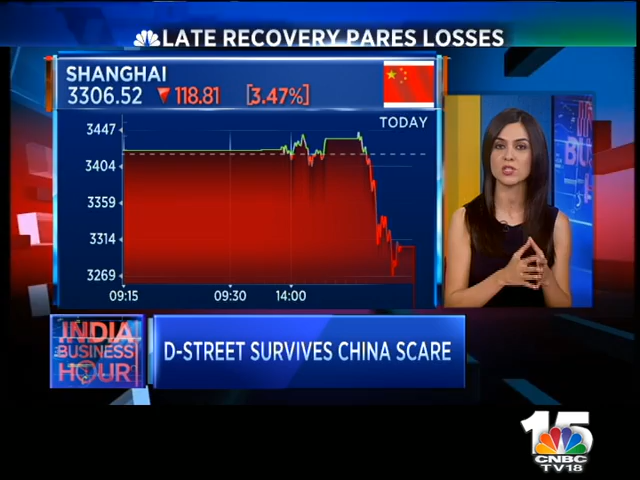 LATE RECOVERY PARES LOSSES
SHANGHAI
3306.52 ▼118.81 [3.47%]
TODAY
3447
3404
3359
3314
3269
09:15 09:30 14:00
INDIA
BUSINESS
HOUR
D-STREET SURVIVES CHINA SCARE
15
CNBC
TV18